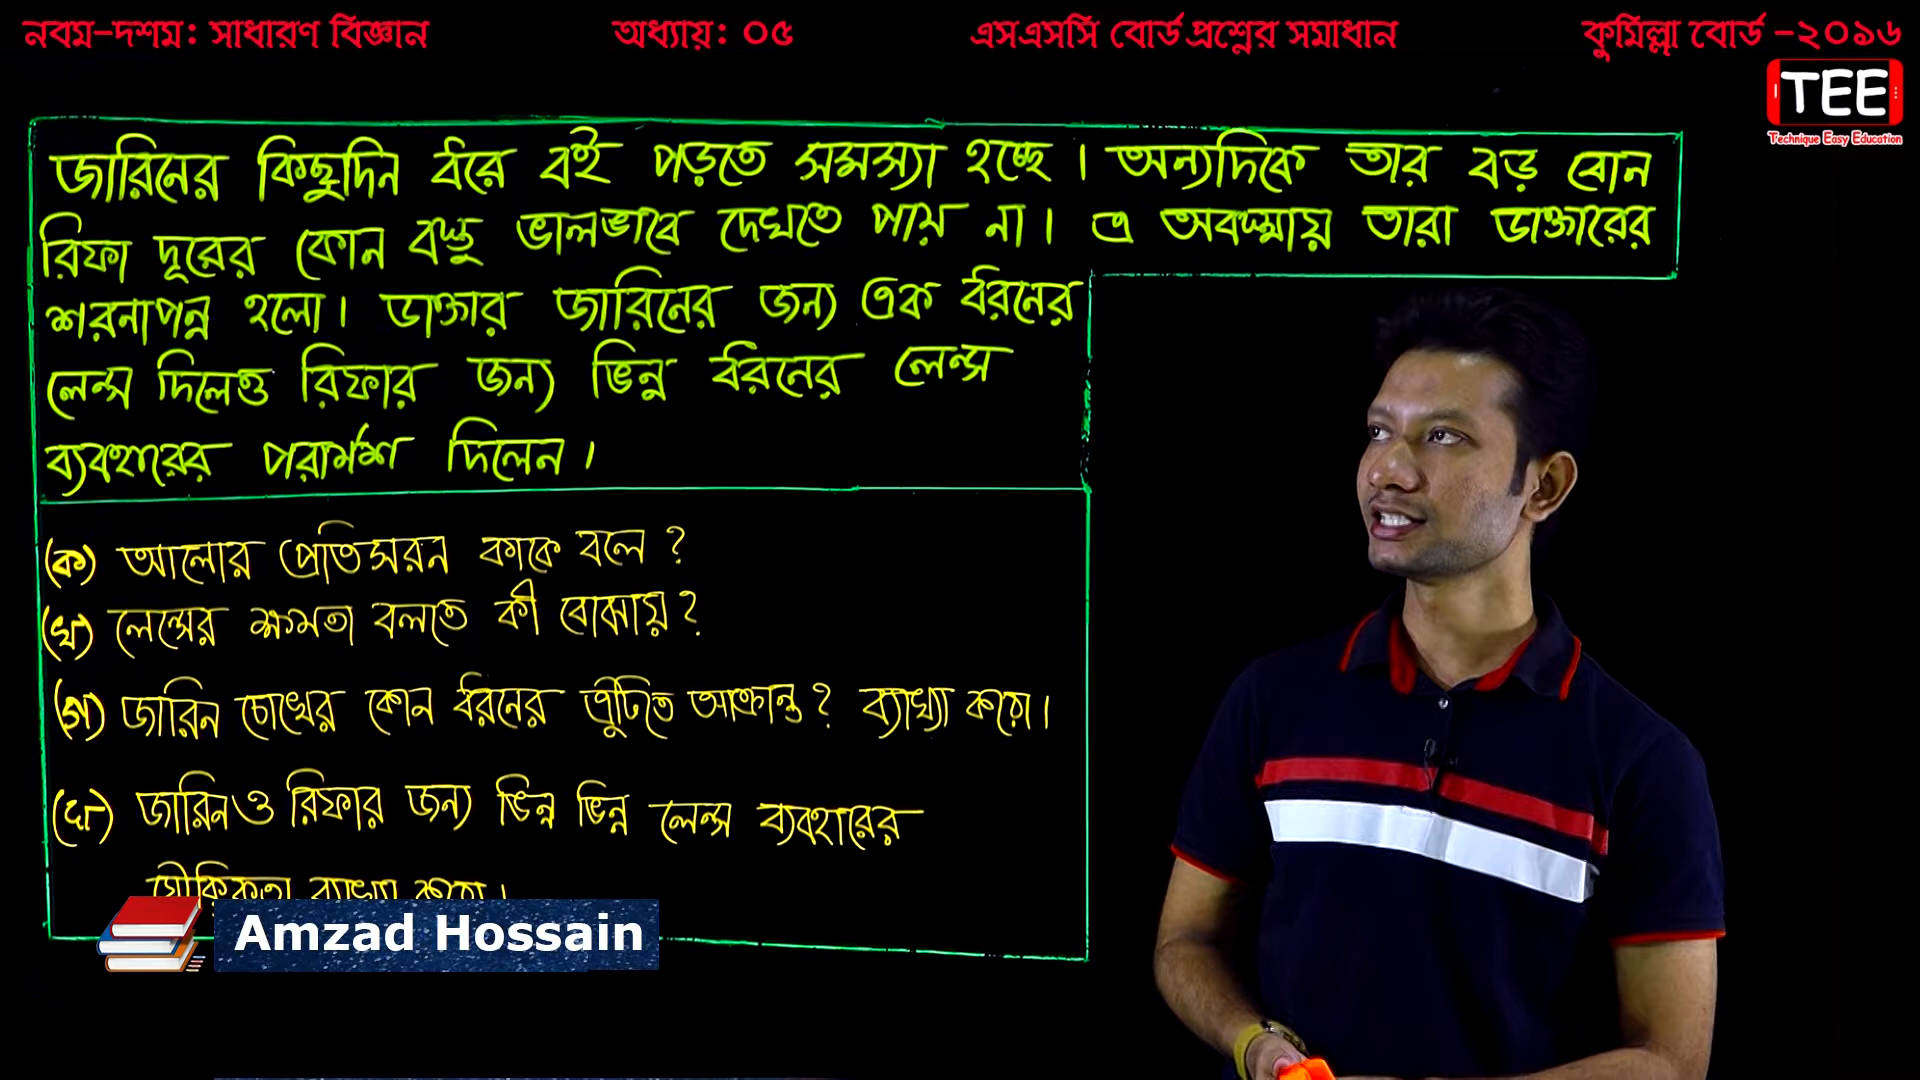 নবম-দশম: সাধারণ বিজ্ঞান অধ্যায়: ০৫ এসএসসি বোর্ড প্রশ্নের সমাধান কুমিল্লা বোর্ড -২০১৬
TEE
Technique Easy Education
জারিনের কিছুদিন ধরে বই পড়তে সমস্যা হচ্ছে। অন্যদিকে তার বড় বোন
রিফা দূরের কোন বস্তু ভালভাবে দেখতে পায় না। এ অবস্থায় তারা ডাক্তারের
শরনাপন্ন হলো। ডাক্তার জারিনের জন্য এক ধরনের
লেন্স দিলেও রিফার জন্য ভিন্ন ধরনের লেন্স
ব্যবহারের পরামর্শ দিলেন।
(ক) আলোর প্রতিসরন কাকে বলে?
(খ) লেন্সের ক্ষমতা বলতে কী বোঝায়?
(গ) জারিন চোখের কোন ধরনের ত্রুটিতে আক্রান্ত? ব্যাখ্যা করো।
(ঘ) জারিন ও রিফার জন্য ভিন্ন ভিন্ন লেন্স ব্যবহারের
যৌক্তিকতা ব্যাখ্যা করো।
Amzad Hossain